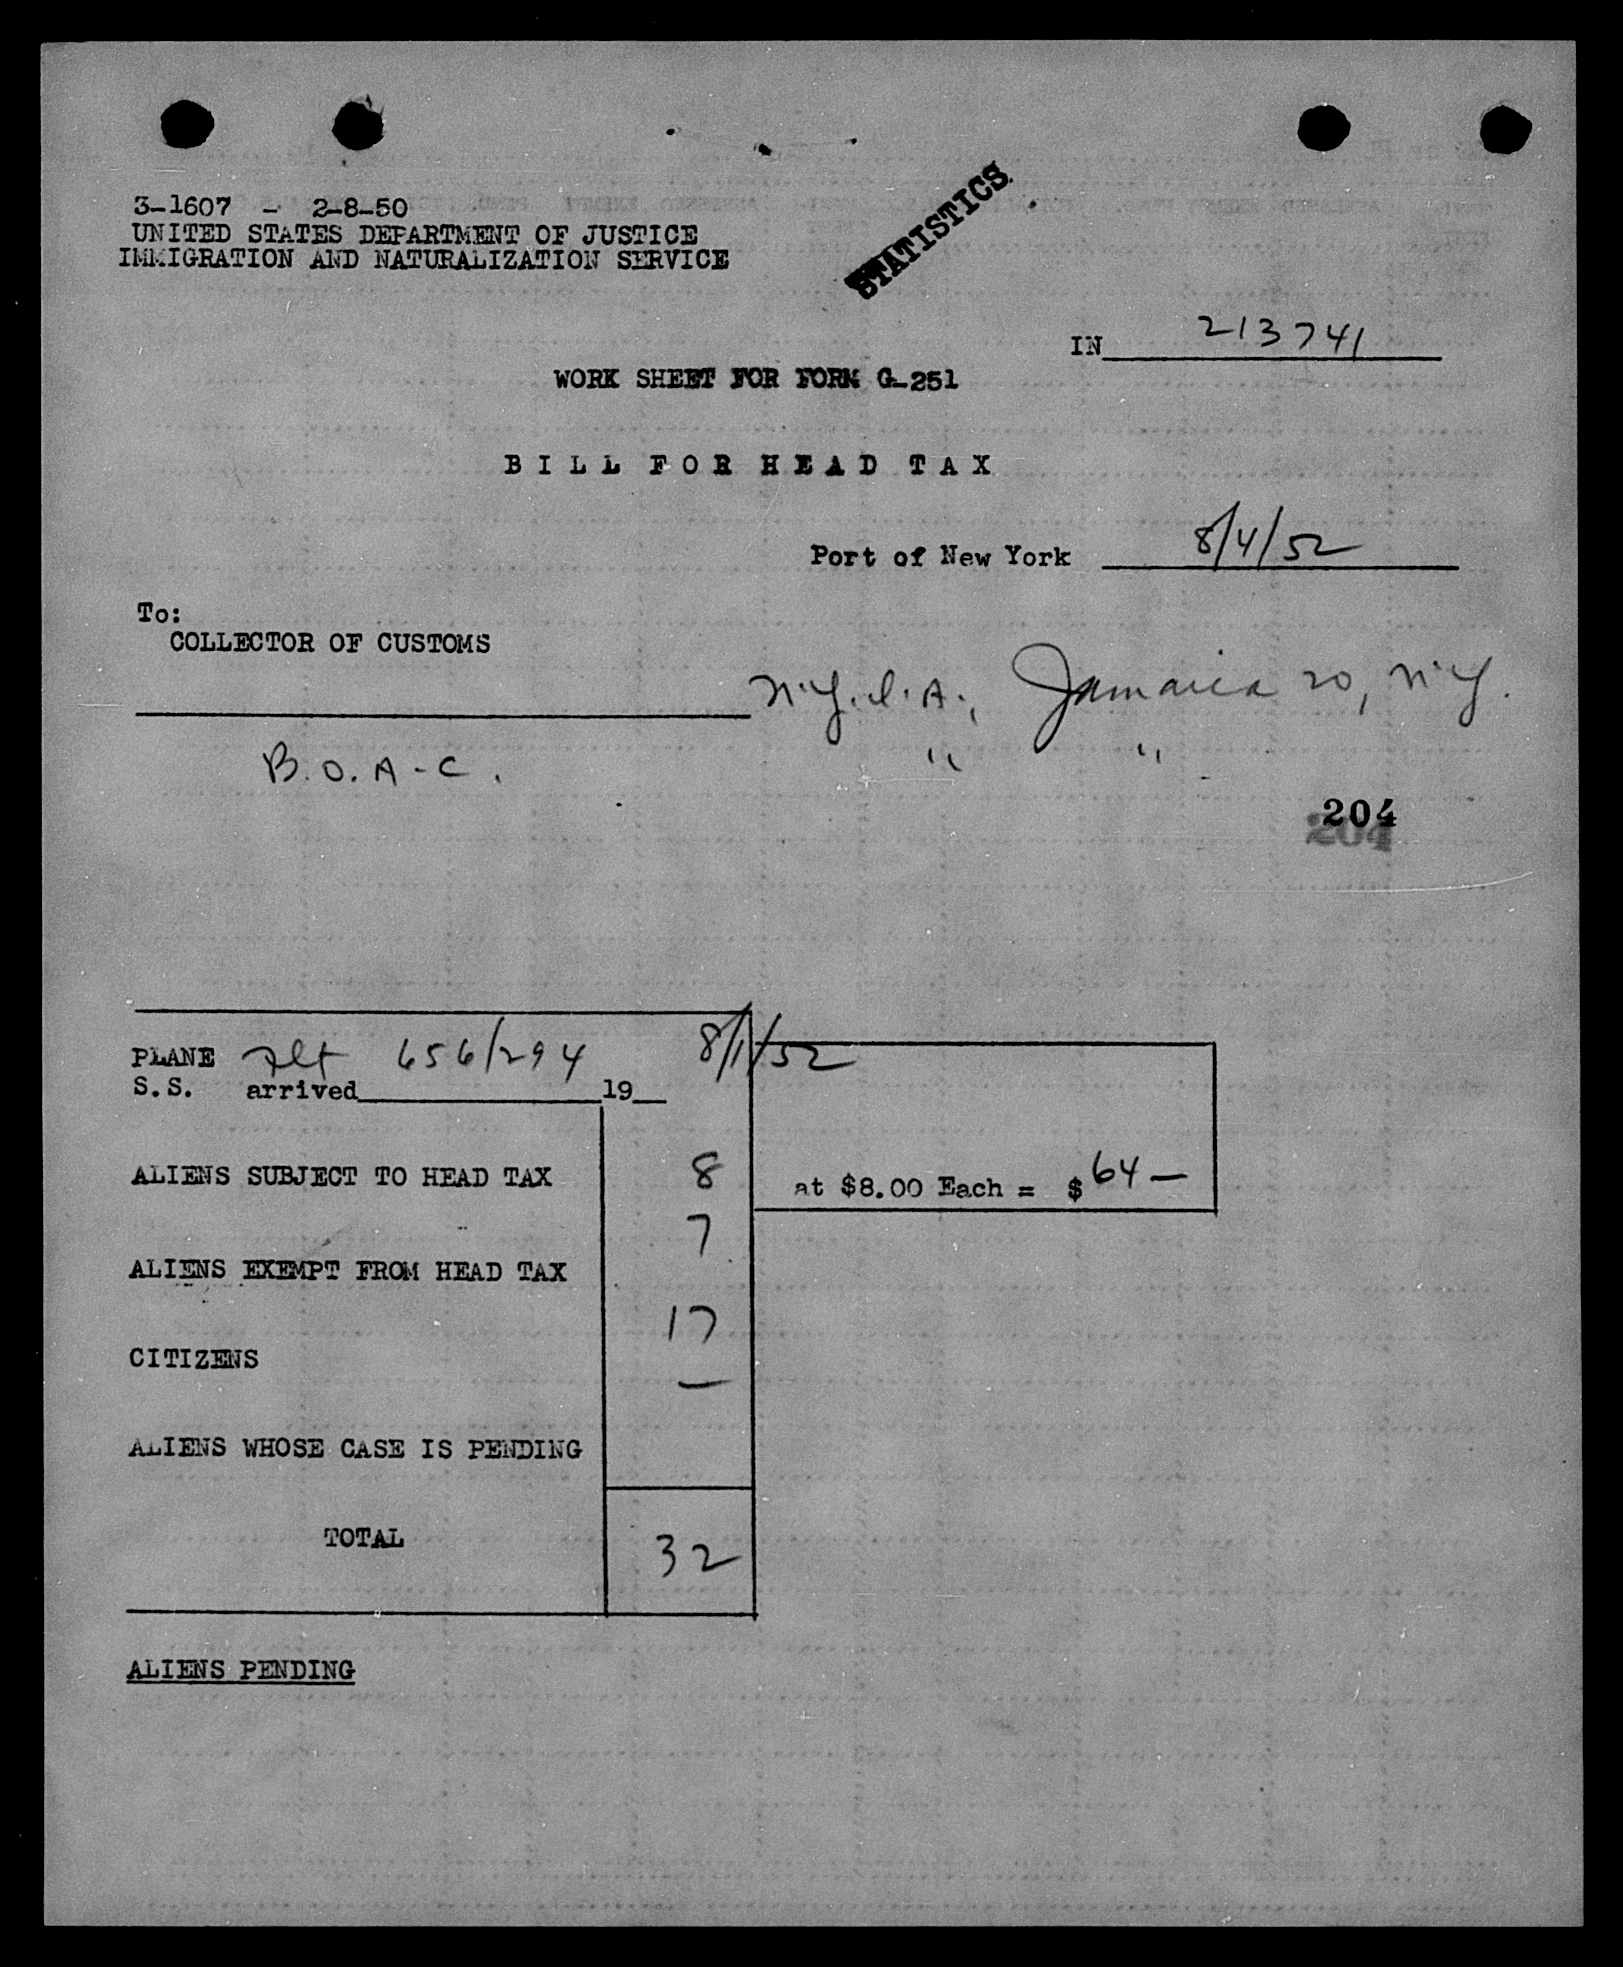 3-1607 - 2-8-50
UNITED STATES DEPARTMENT OF JUSTICE
IMMIGRATION AND NATURALIZATION SERVICE
STATISTICS
IN 213741
WORK SHEET FOR FORM G-251
BILL FOR HEAD TAX
Port of New York 8/4/52
To:
COLLECTOR OF CUSTOMS
N.Y.I.A., Jamaica 20, N.Y.
B.O.A.C. " "
204
PLANE Flt 656/294 8/1/52
S.S. arrived 19
ALIENS SUBJECT TO HEAD TAX 8 at $8.00 Each = $64—
ALIENS EXEMPT FROM HEAD TAX 7
CITIZENS 17
ALIENS WHOSE CASE IS PENDING —
TOTAL 32
ALIENS PENDING